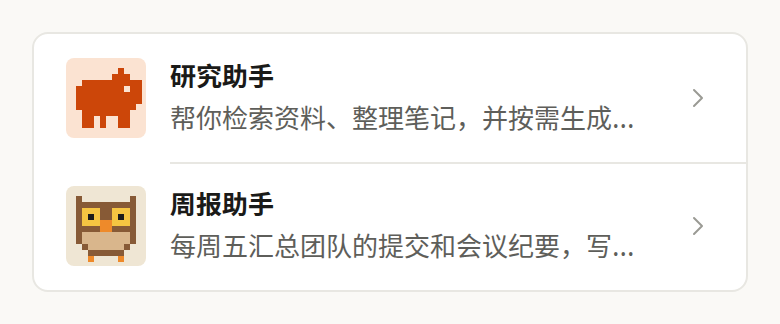 研究助手
帮你检索资料、整理笔记，并按需生成...
周报助手
每周五汇总团队的提交和会议纪要，写...